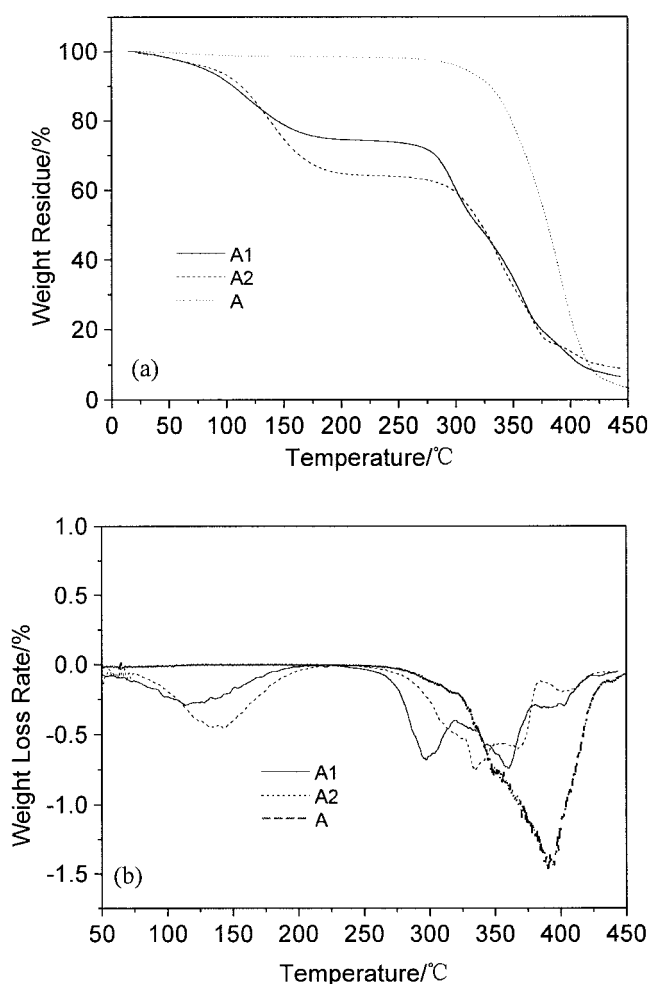 100
80
60
40
20
0
Weight Residue/%
A1
A2
A
(a)
0 50 100 150 200 250 300 350 400 450
Temperature/℃
1.0
0.5
0.0
-0.5
-1.0
-1.5
Weight Loss Rate/%
A1
A2
A
(b)
50 100 150 200 250 300 350 400 450
Temperature/℃